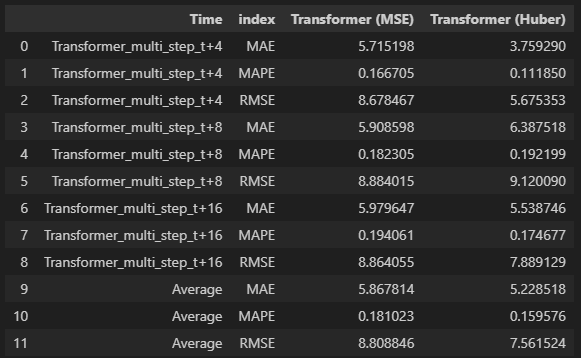 Time index Transformer (MSE) Transformer (Huber)
0 Transformer_multi_step_t+4 MAE 5.715198 3.759290
1 Transformer_multi_step_t+4 MAPE 0.166705 0.111850
2 Transformer_multi_step_t+4 RMSE 8.678467 5.675353
3 Transformer_multi_step_t+8 MAE 5.908598 6.387518
4 Transformer_multi_step_t+8 MAPE 0.182305 0.192199
5 Transformer_multi_step_t+8 RMSE 8.884015 9.120090
6 Transformer_multi_step_t+16 MAE 5.979647 5.538746
7 Transformer_multi_step_t+16 MAPE 0.194061 0.174677
8 Transformer_multi_step_t+16 RMSE 8.864055 7.889129
9 Average MAE 5.867814 5.228518
10 Average MAPE 0.181023 0.159576
11 Average RMSE 8.808846 7.561524